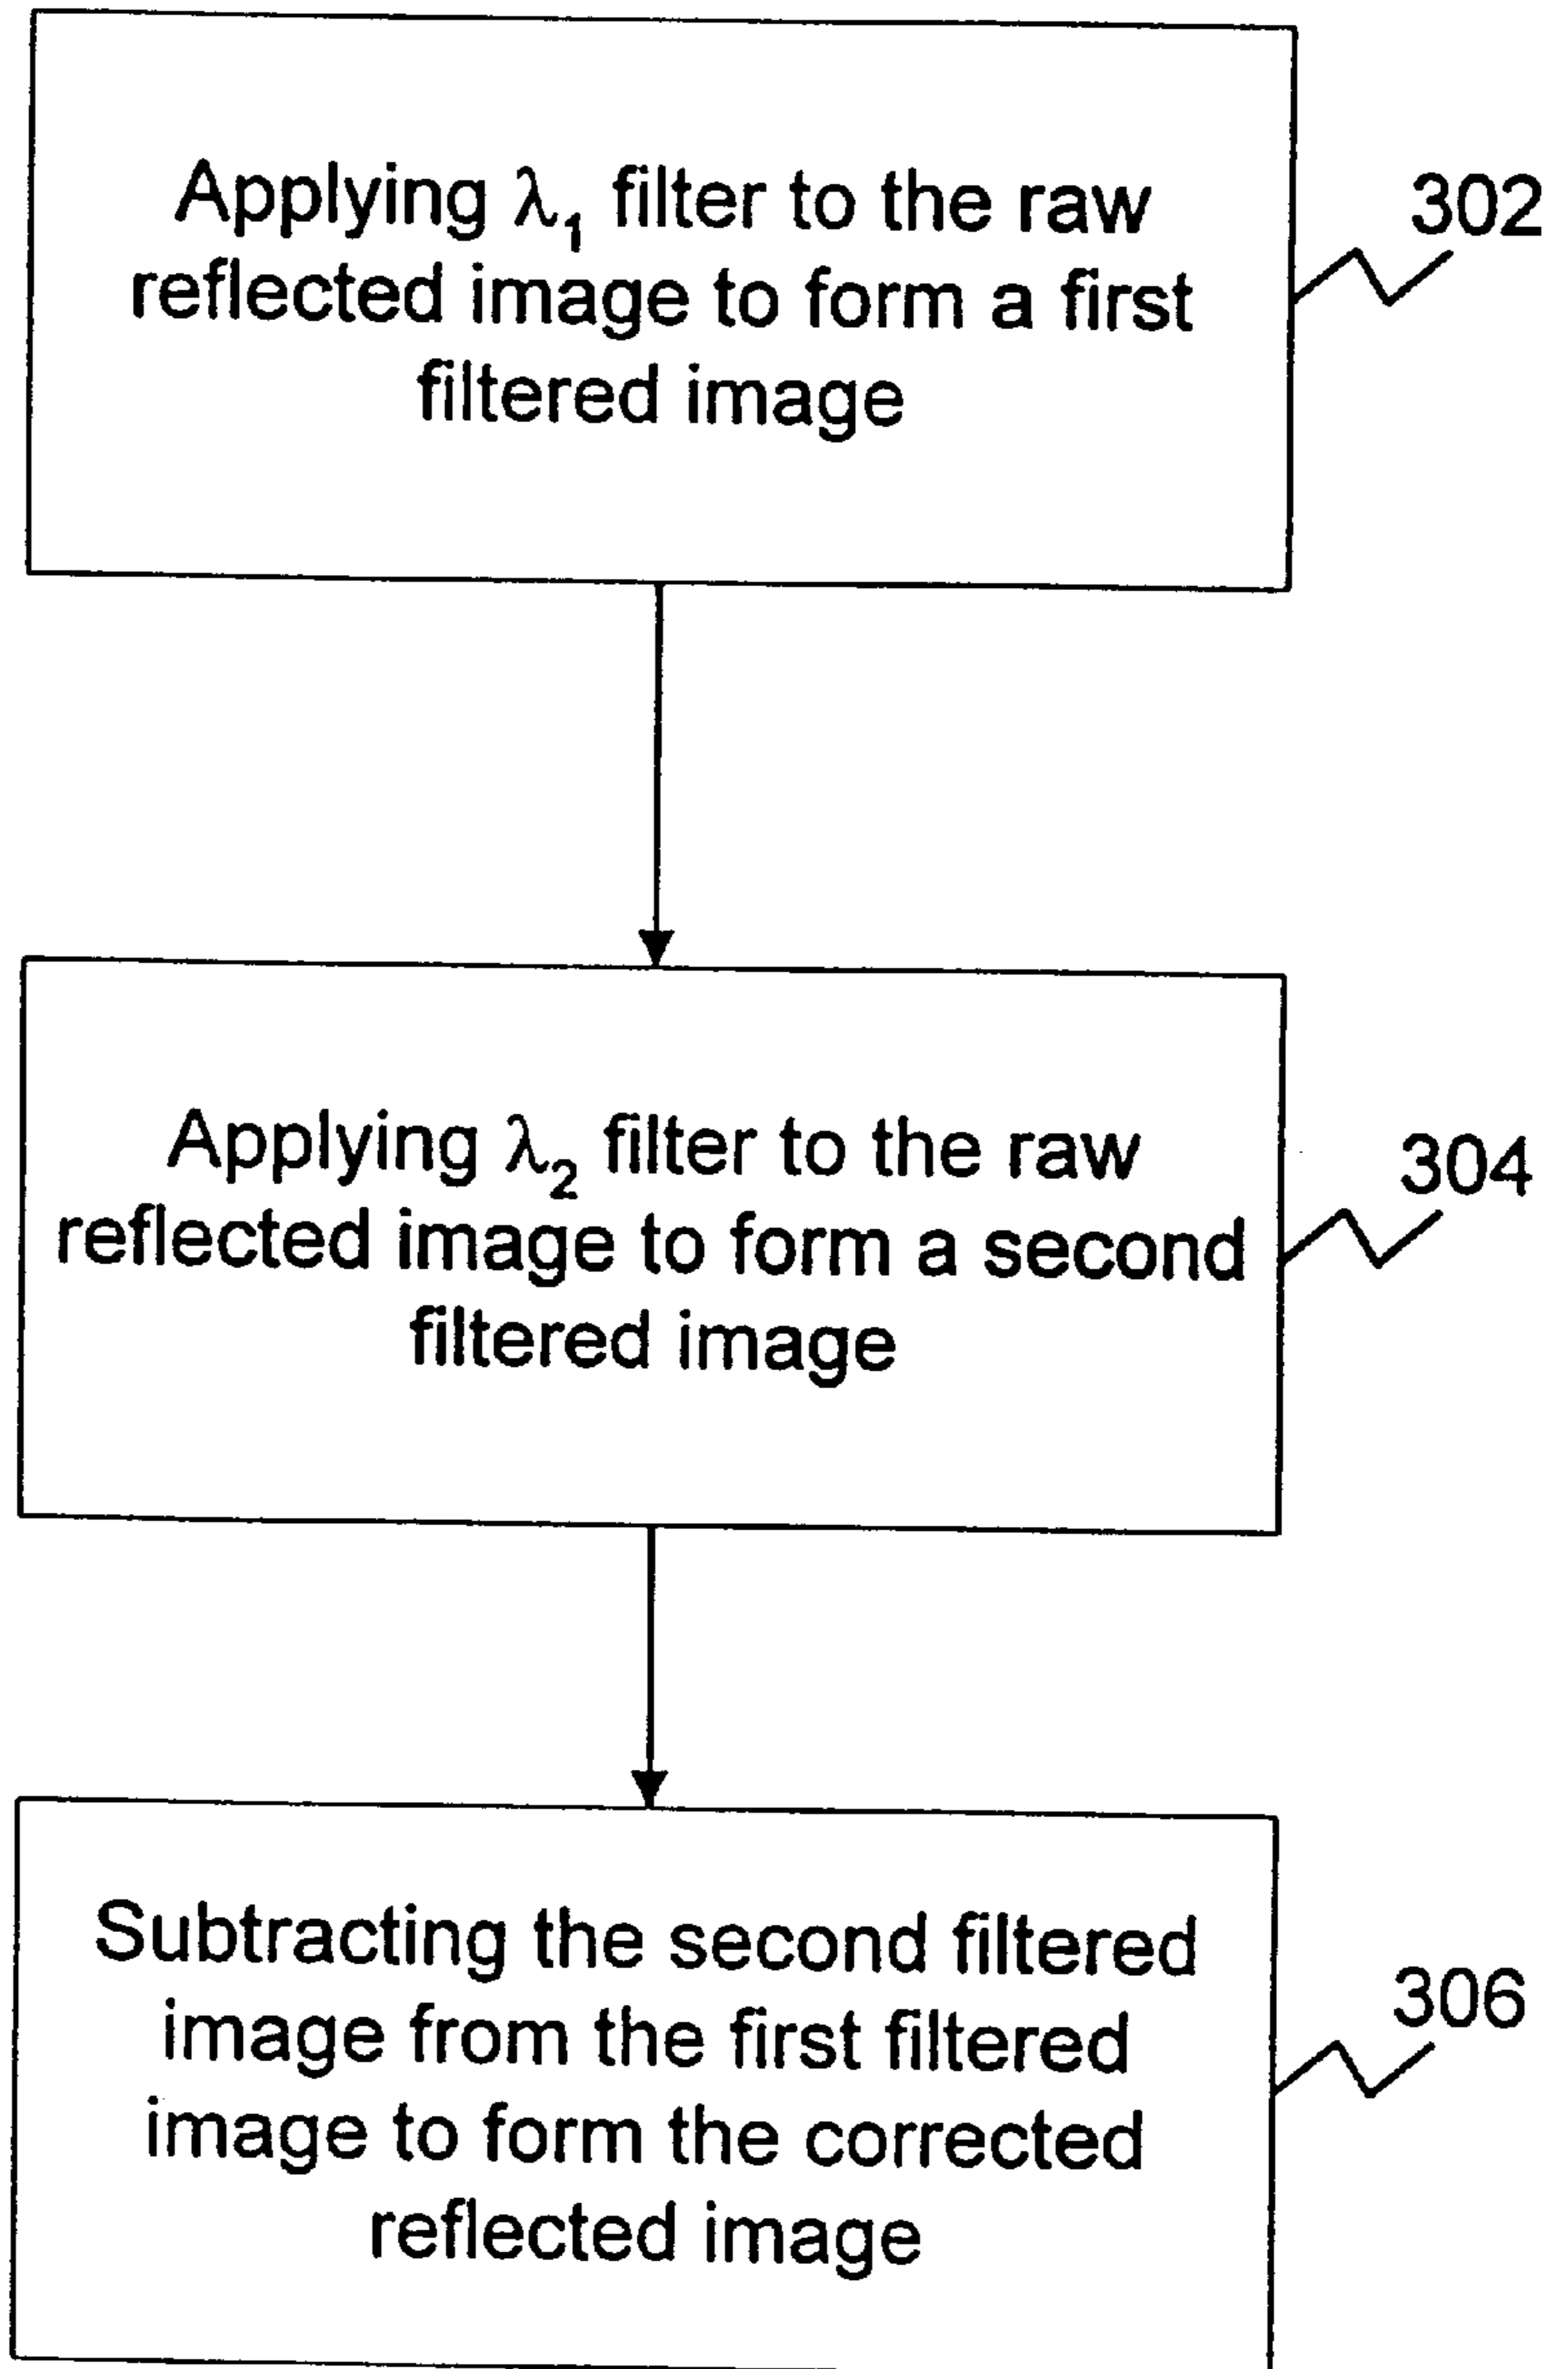 Applying λ₁ filter to the raw
reflected image to form a first
filtered image
302
Applying λ₂ filter to the raw
reflected image to form a second
filtered image
304
Subtracting the second filtered
image from the first filtered
image to form the corrected
reflected image
306